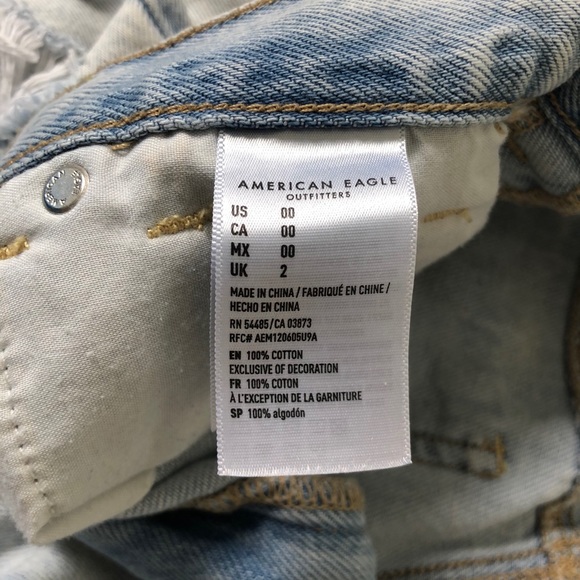 AMERICAN EAGLE
OUTFITTERS
US 00
CA 00
MX 00
UK 2
MADE IN CHINA / FABRIQUÉ EN CHINE /
HECHO EN CHINA
RN 54485/CA 03873
RFC# AEM120605U9A
EN 100% COTTON
EXCLUSIVE OF DECORATION
FR 100% COTON
À L'EXCEPTION DE LA GARNITURE
SP 100% algodón
AMERICAN